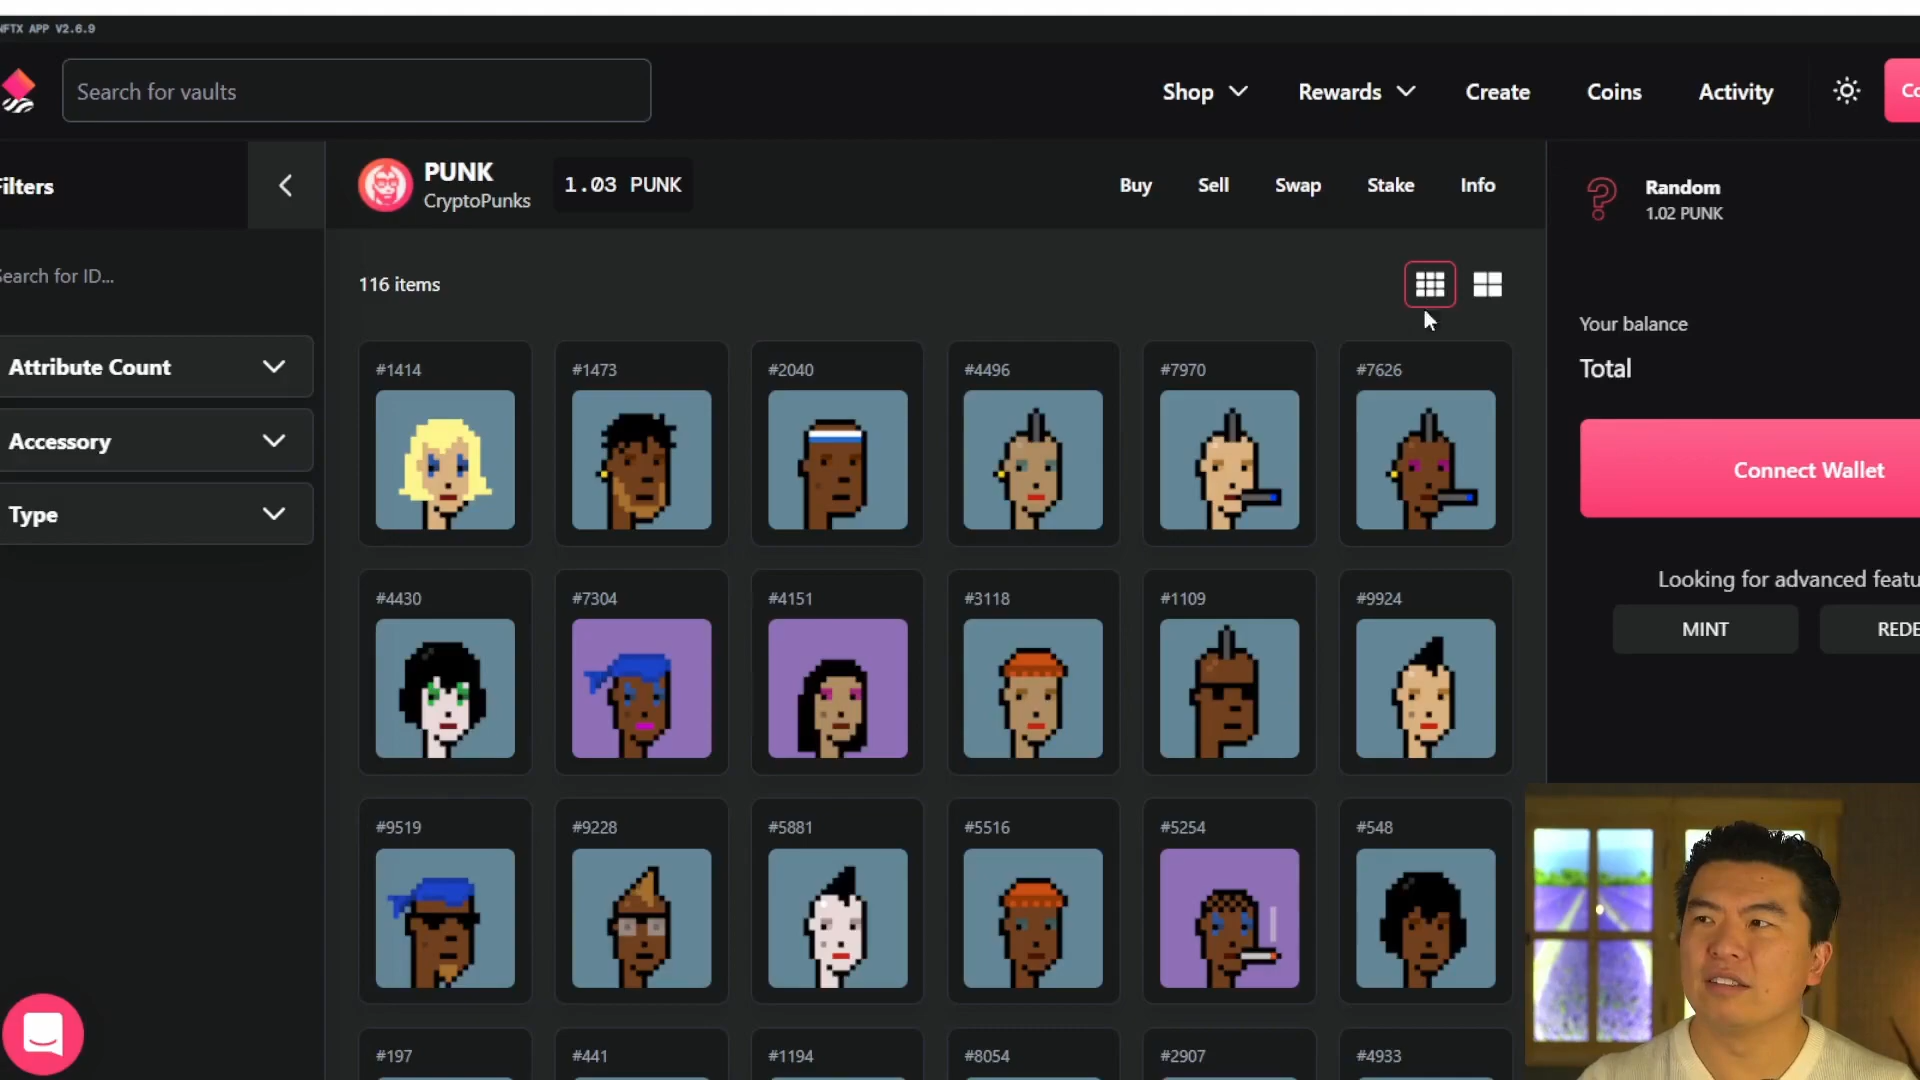 NFTX APP V2.6.9
Search for vaults
Shop
Rewards
Create
Coins
Activity
Co
Filters
PUNK
CryptoPunks
1.03 PUNK
Buy
Sell
Swap
Stake
Info
Random
1.02 PUNK
Search for ID...
116 items
Attribute Count
Accessory
Type
Your balance
Total
Connect Wallet
Looking for advanced featu
MINT
REDE
#1414
#1473
#2040
#4496
#7970
#7626
#4430
#7304
#4151
#3118
#1109
#9924
#9519
#9228
#5881
#5516
#5254
#548
#197
#441
#1194
#8054
#2907
#4933